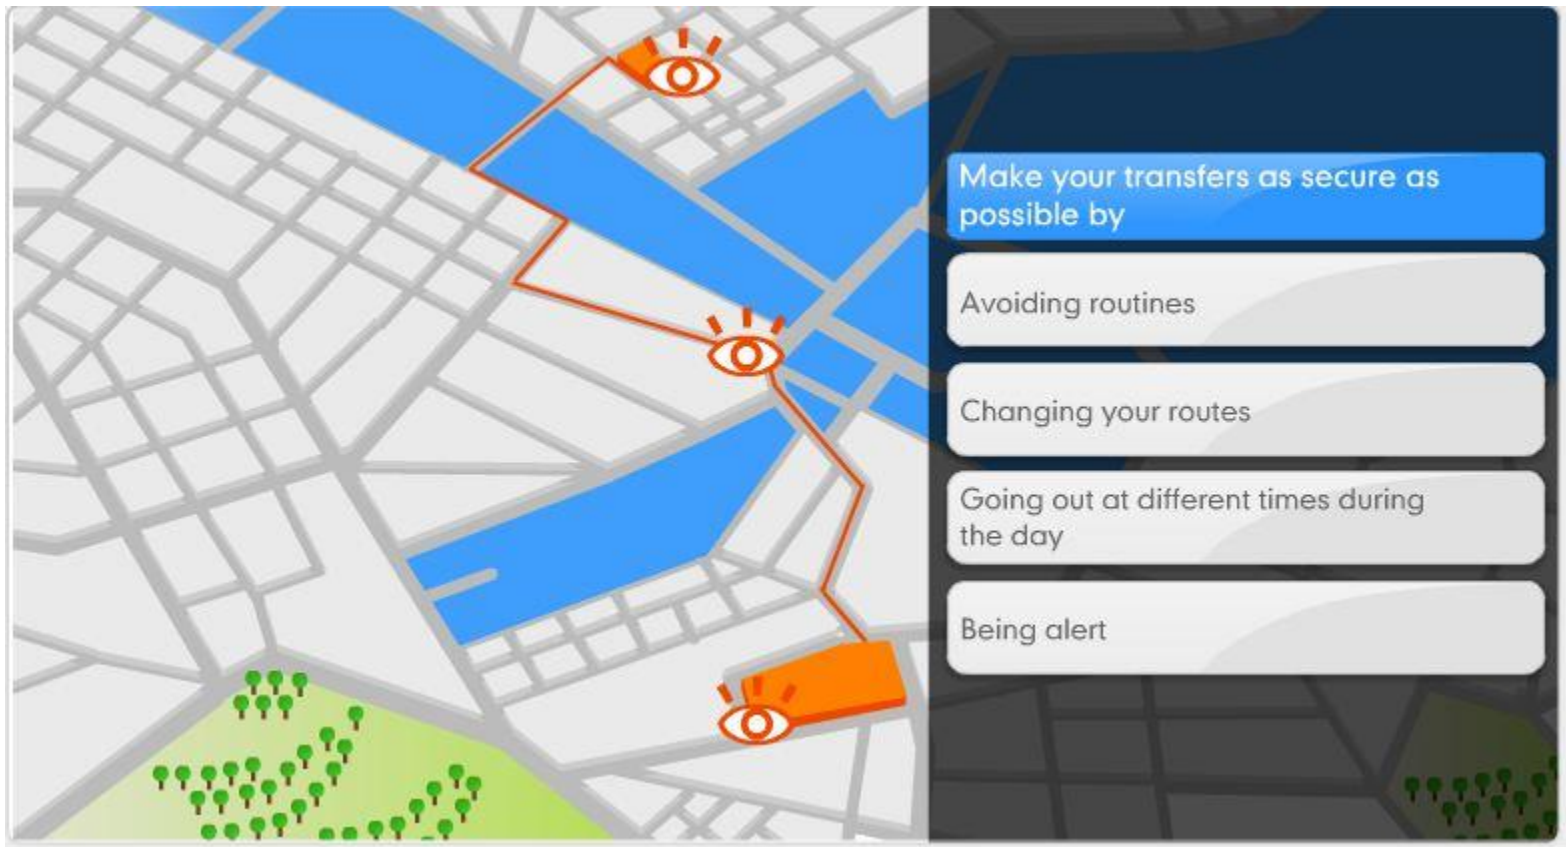 Make your transfers as secure as
possible by
Avoiding routines
Changing your routes
Going out at different times during
the day
Being alert